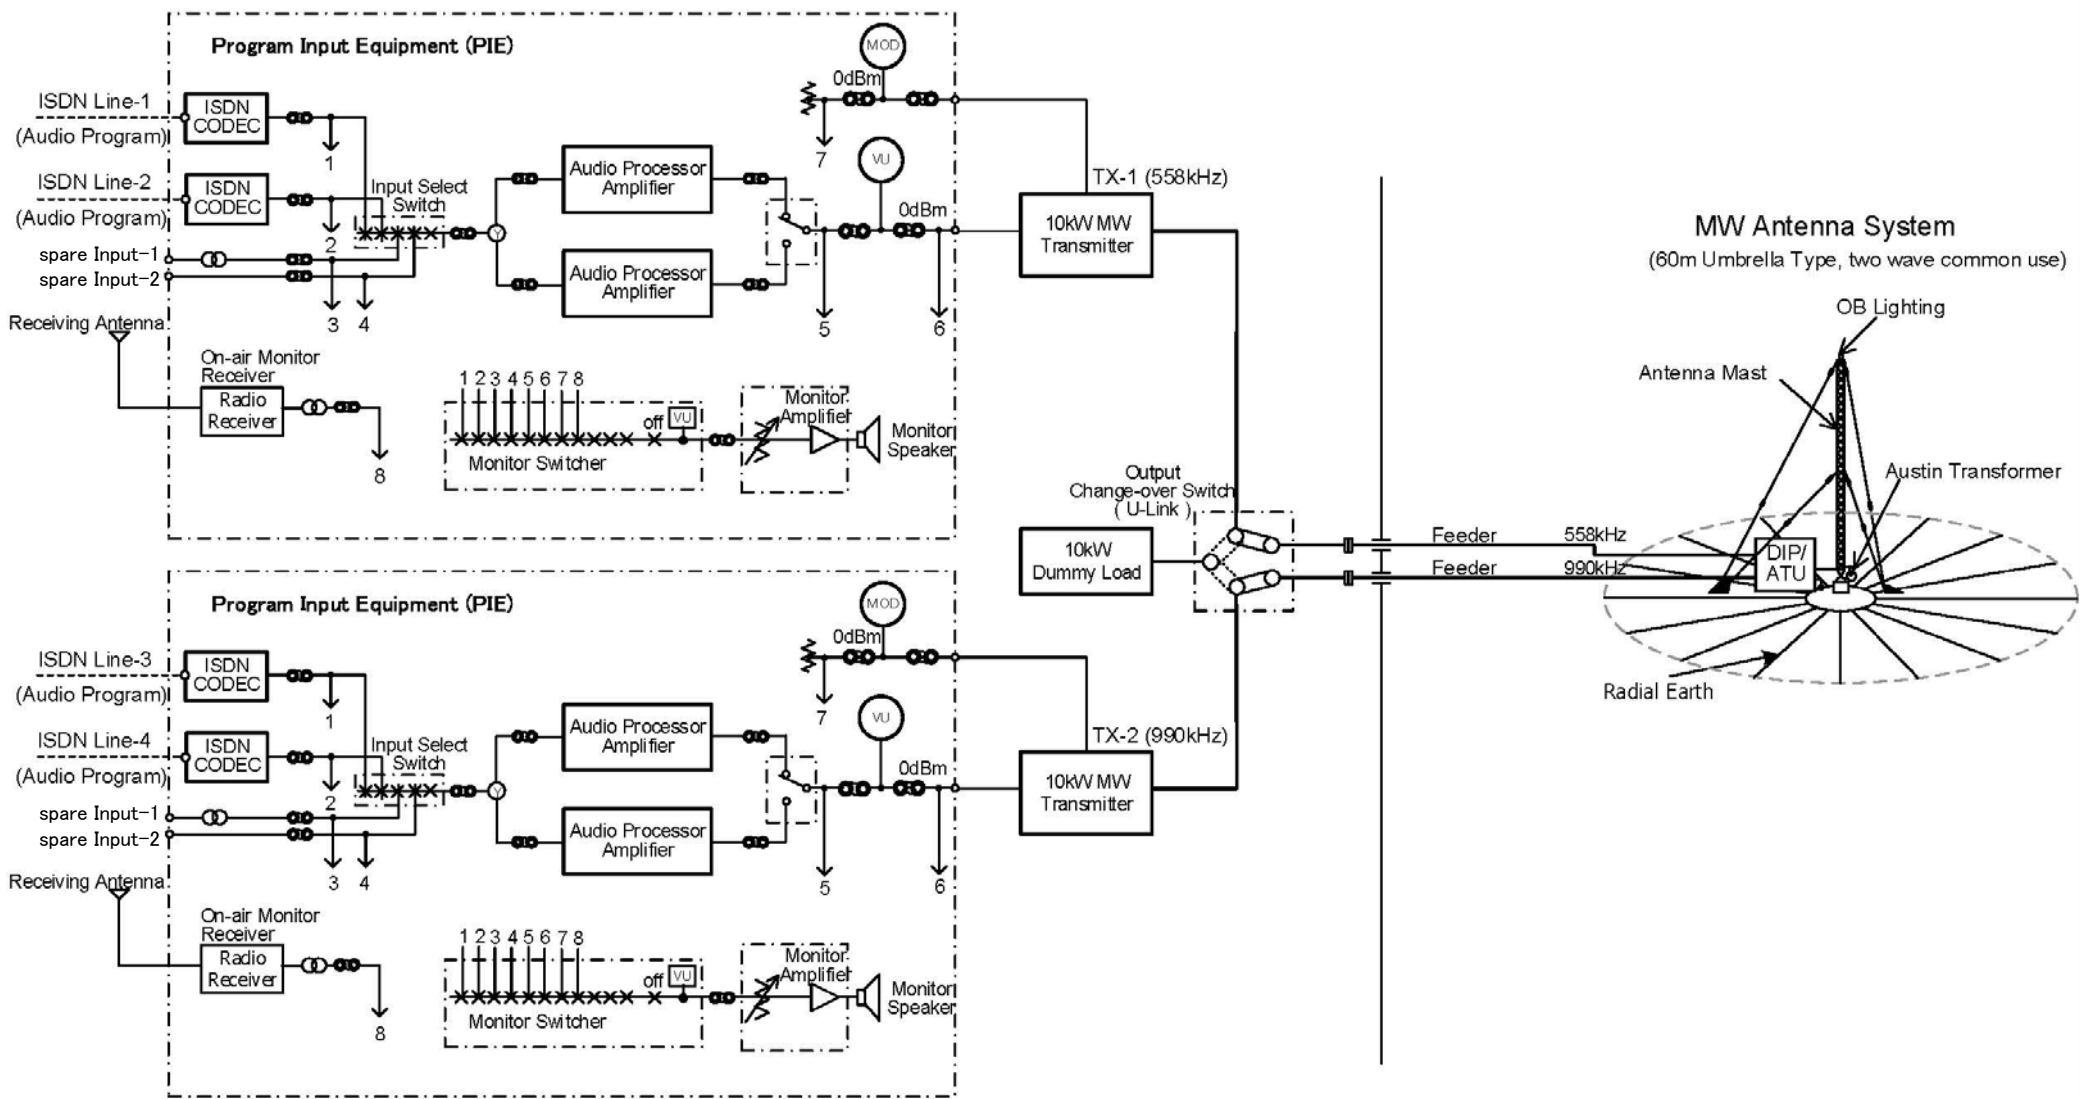 Program Input Equipment (PIE)
MOD
0dBm
ISDN Line-1
(Audio Program)
ISDN
CODEC
1
7
VU
ISDN Line-2
(Audio Program)
ISDN
CODEC
2
Input Select
Switch
Audio Processor
Amplifier
Y
0dBm
spare Input-1
spare Input-2
Audio Processor
Amplifier
3 4
5
6
Receiving Antenna
On-air Monitor
Receiver
Radio
Receiver
8
1 2 3 4 5 6 7 8
off
VU
Monitor Switcher
Monitor
Amplifier
Monitor
Speaker
TX-1 (558kHz)
10kW MW
Transmitter
Output
Change-over Switch
( U-Link )
10kW
Dummy Load
Feeder
558kHz
Feeder
990kHz
MW Antenna System
(60m Umbrella Type, two wave common use)
OB Lighting
Antenna Mast
Austin Transformer
DIP/
ATU
Radial Earth
Program Input Equipment (PIE)
MOD
0dBm
ISDN Line-3
(Audio Program)
ISDN
CODEC
1
7
VU
ISDN Line-4
(Audio Program)
ISDN
CODEC
2
Input Select
Switch
Audio Processor
Amplifier
Y
0dBm
spare Input-1
spare Input-2
Audio Processor
Amplifier
3 4
5
6
Receiving Antenna
On-air Monitor
Receiver
Radio
Receiver
8
1 2 3 4 5 6 7 8
off
VU
Monitor Switcher
Monitor
Amplifier
Monitor
Speaker
TX-2 (990kHz)
10kW MW
Transmitter